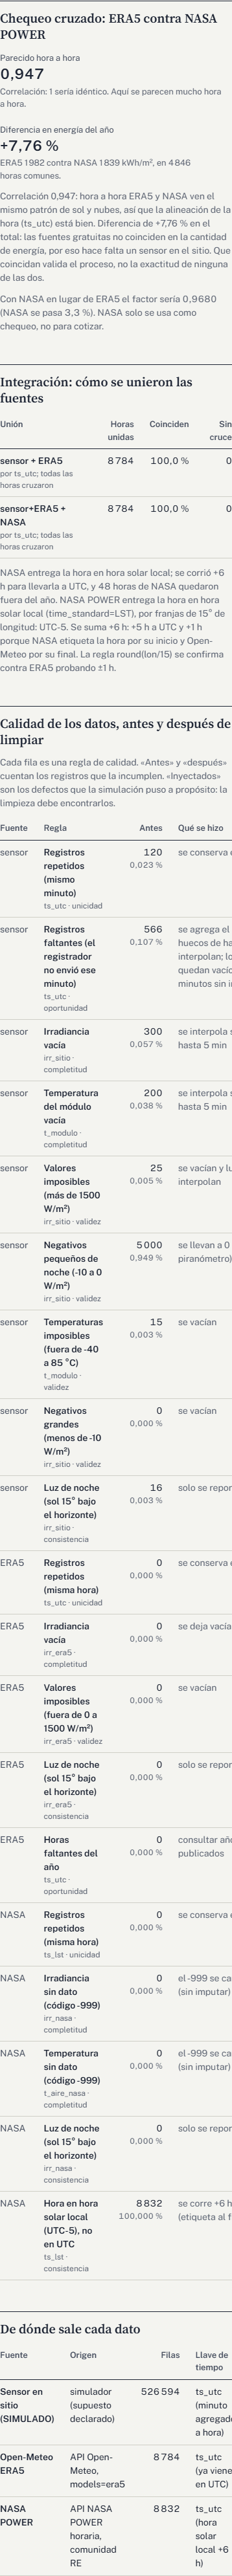 Chequeo cruzado: ERA5 contra NASA
POWER
Parecido hora a hora
0,947
Correlación: 1 sería idéntico. Aquí se parecen mucho hora
a hora.
Diferencia en energía del año
+7,76 %
ERA5 1982 contra NASA 1839 kWh/m², en 4846
horas comunes.
Correlación 0,947: hora a hora ERA5 y NASA ven el
mismo patrón de sol y nubes, así que la alineación de la
hora (ts_utc) está bien. Diferencia de +7,76 % en el
total: las fuentes gratuitas no coinciden en la cantidad
de energía, por eso hace falta un sensor en el sitio. Que
coincidan valida el proceso, no la exactitud de ninguna
de las dos.
Con NASA en lugar de ERA5 el factor sería 0,9680
(NASA se pasa 3,3 %). NASA solo se usa como
chequeo, no para cotizar.
Integración: cómo se unieron las
fuentes
Unión Horas Coinciden Sin
unidas cruce
sensor + ERA5 8784 100,0 % 0
por ts_utc; todas las
horas cruzaron
sensor+ERA5 + 8784 100,0 % 0
NASA
por ts_utc; todas las
horas cruzaron
NASA entrega la hora en hora solar local; se corrió +6
h para llevarla a UTC, y 48 horas de NASA quedaron
fuera del año. NASA POWER entrega la hora en hora
solar local (time_standard=LST), por franjas de 15° de
longitud: UTC-5. Se suma +6 h: +5 h a UTC y +1 h
porque NASA etiqueta la hora por su inicio y Open-
Meteo por su final. La regla round(lon/15) se confirma
contra ERA5 probando ±1 h.
Calidad de los datos, antes y después de
limpiar
Cada fila es una regla de calidad. «Antes» y «después»
cuentan los registros que la incumplen. «Inyectados»
son los defectos que la simulación puso a propósito: la
limpieza debe encontrarlos.
Fuente Regla Antes Qué se hizo
sensor Registros 120 se conserva
repetidos 0,023 %
(mismo
minuto)
ts_utc · unicidad
sensor Registros 566 se agrega el
faltantes (el 0,107 % huecos de
registrador interpolan;
no envió ese quedan
minuto) minutos sin
ts_utc ·
oportunidad
sensor Irradiancia 300 se interpola
vacía 0,057 % hasta 5 min
irr_sitio ·
completitud
sensor Temperatura 200 se interpola
del módulo 0,038 % hasta 5 min
vacía
t_modulo ·
completitud
sensor Valores 25 se vacían y
imposibles 0,005 % interpolan
(más de 1500
W/m²)
irr_sitio · validez
sensor Negativos 5000 se llevan a 0
pequeños de 0,949 % piranómetro)
noche (-10 a 0
W/m²)
irr_sitio · validez
sensor Temperaturas 15 se vacían
imposibles 0,003 %
(fuera de -40
a 85 °C)
t_modulo ·
validez
sensor Negativos 0 se vacían
grandes 0,000 %
(menos de -10
W/m²)
irr_sitio · validez
sensor Luz de noche 16 solo se
(sol 15° bajo 0,003 %
el horizonte)
irr_sitio ·
consistencia
ERA5 Registros 0 se conserva
repetidos 0,000 %
(misma hora)
ts_utc · unicidad
ERA5 Irradiancia 0 se deja vacía
vacía 0,000 %
irr_era5 ·
completitud
ERA5 Valores 0 se vacían
imposibles 0,000 %
(fuera de 0 a
1500 W/m²)
irr_era5 · validez
ERA5 Luz de noche 0 solo se
(sol 15° bajo 0,000 %
el horizonte)
irr_era5 ·
consistencia
ERA5 Horas 0 consultar
faltantes del 0,000 % publicados
año
ts_utc ·
oportunidad
NASA Registros 0 se conserva
repetidos 0,000 %
(misma hora)
ts_lst · unicidad
NASA Irradiancia 0 el -999 se
sin dato 0,000 % (sin imputar)
(código -999)
irr_nasa ·
completitud
NASA Temperatura 0 el -999 se
sin dato 0,000 % (sin imputar)
(código -999)
t_aire_nasa ·
completitud
NASA Luz de noche 0 solo se
(sol 15° bajo 0,000 %
el horizonte)
irr_nasa ·
consistencia
NASA Hora en hora 8832 se corre +6 h
solar local 100,000 % (etiqueta al
(UTC-5), no
en UTC
ts_lst ·
consistencia
De dónde sale cada dato
Fuente Origen Filas Llave de
tiempo
Sensor en simulador 526594 ts_utc
sitio (supuesto (minuto
(SIMULADO) declarado) agregado
a hora)
Open-Meteo API Open- 8784 ts_utc
ERA5 Meteo, (ya viene
models=era5 en UTC)
NASA API NASA 8832 ts_utc
POWER POWER (hora
horaria, solar
comunidad local +6
RE h)